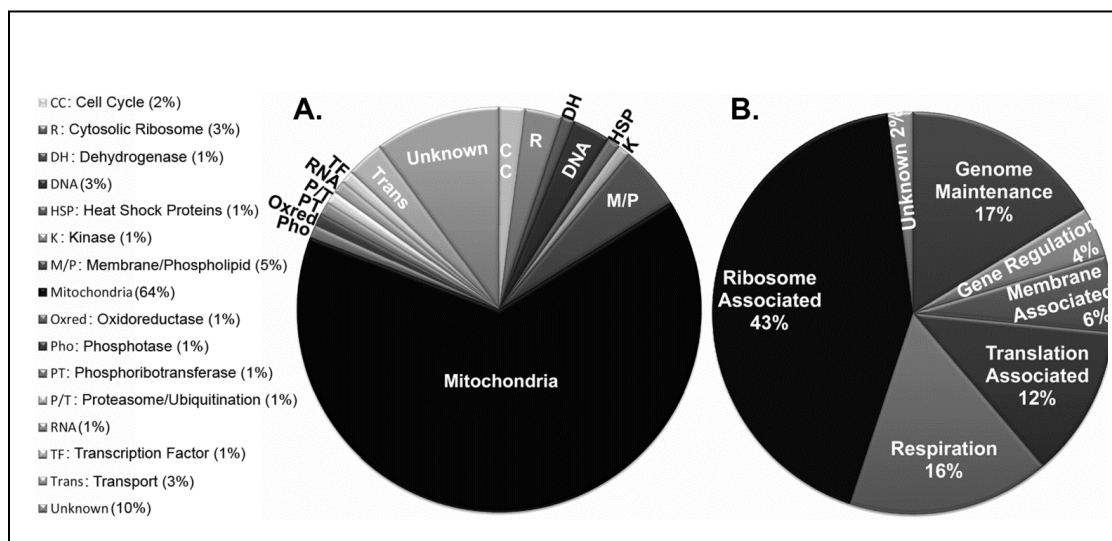 CC: Cell Cycle (2%)
R: Cytosolic Ribosome (3%)
DH: Dehydrogenase (1%)
DNA (3%)
HSP: Heat Shock Proteins (1%)
K: Kinase (1%)
M/P: Membrane/Phospholipid (5%)
Mitochondria (64%)
Oxred: Oxidoreductase (1%)
Pho: Phosphotase (1%)
PT: Phosphoribotransferase (1%)
P/T: Proteasome/Ubiquitination (1%)
RNA (1%)
TF: Transcription Factor (1%)
Trans: Transport (3%)
Unknown (10%)
A.
Unknown
C
C
R
DH
DNA
HSP
K
M/P
Mitochondria
Pho
Oxred
PT
P/T
RNA
TF
Trans
B.
Unknown 2%
Genome
Maintenance
17%
Gene Regulation
4%
Membrane
Associated
6%
Translation
Associated
12%
Respiration
16%
Ribosome
Associated
43%